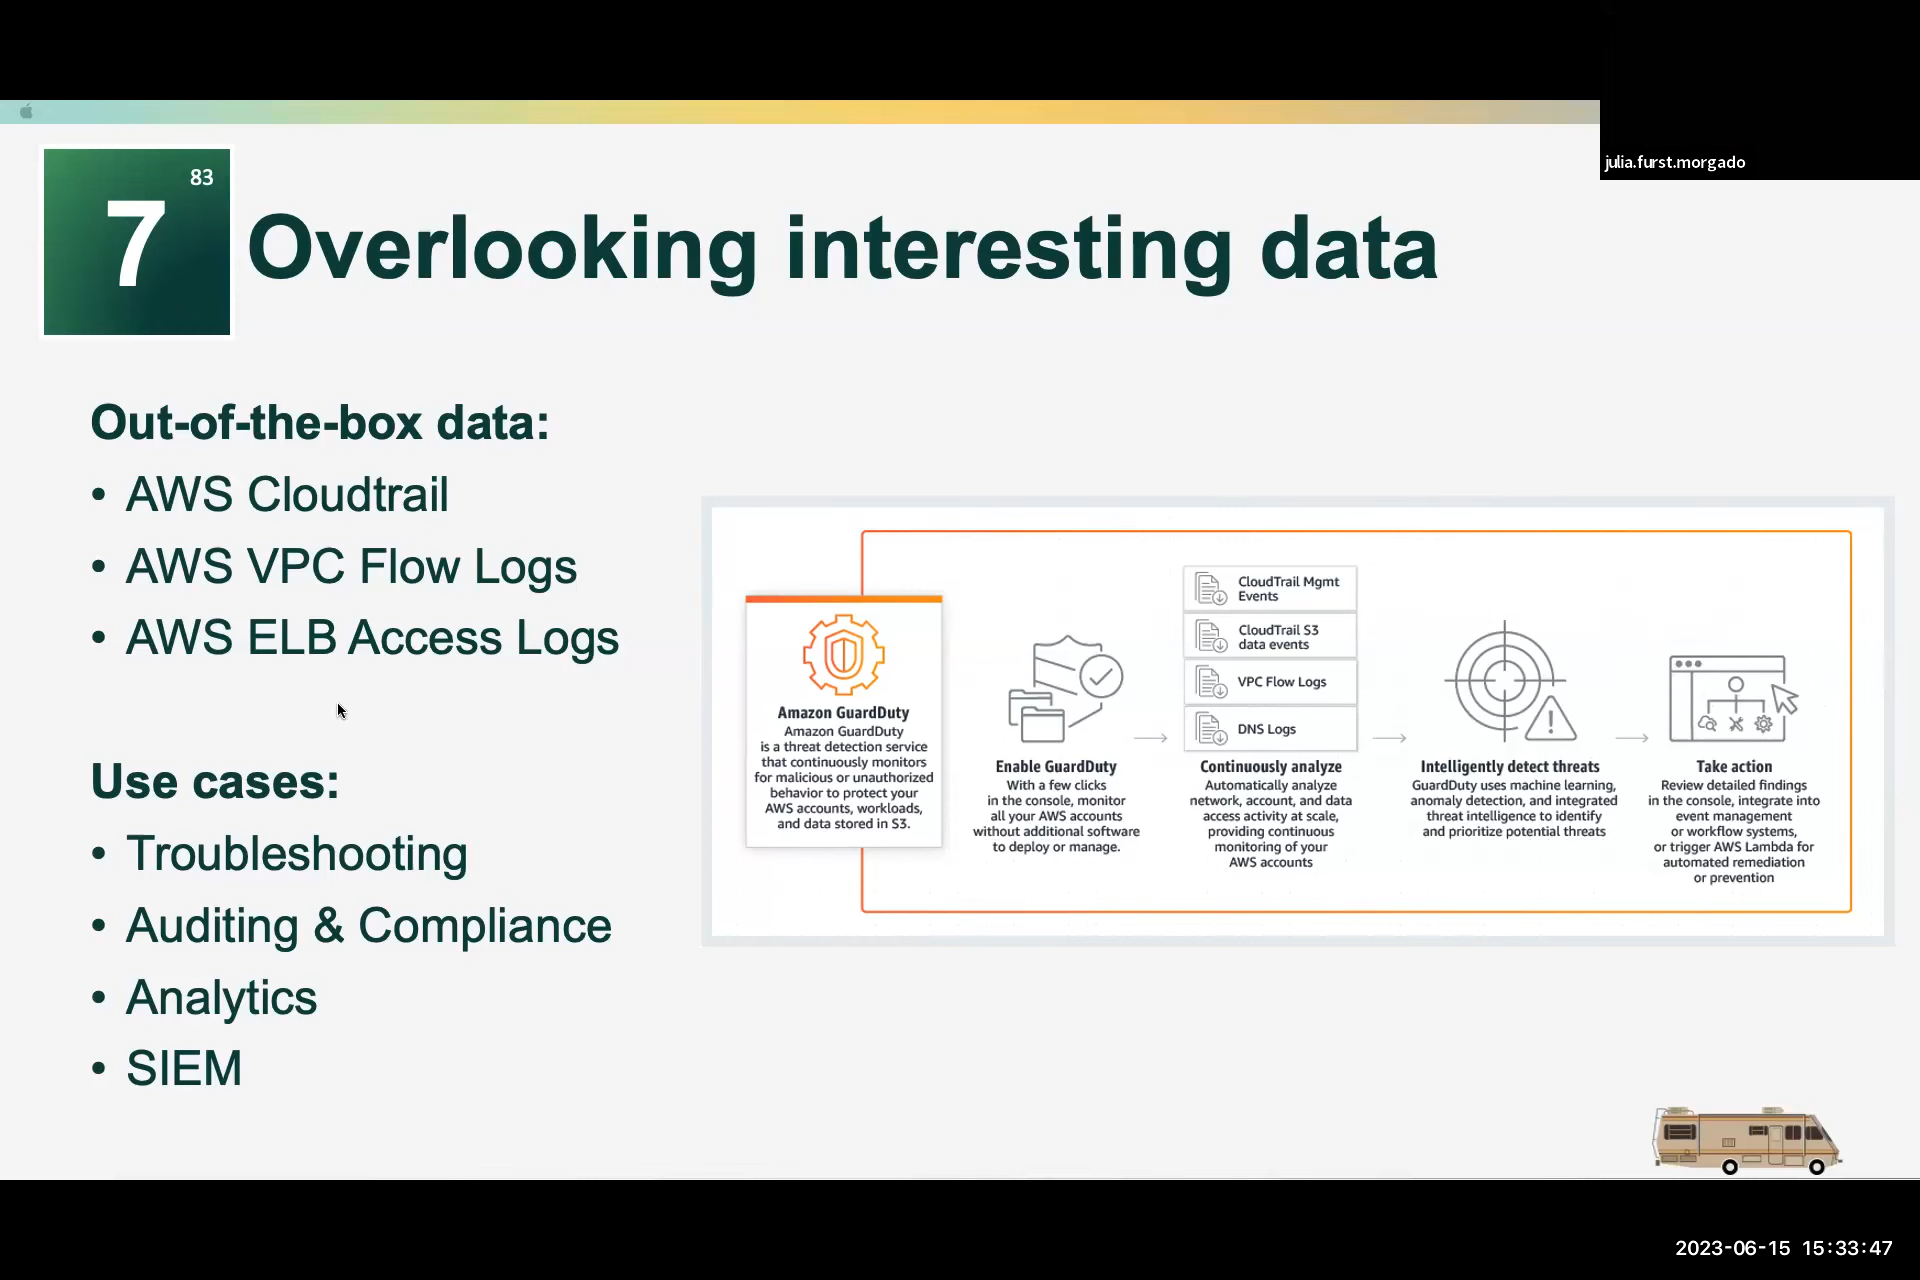 julia.furst.morgado
83
7
Overlooking interesting data
Out-of-the-box data:
• AWS Cloudtrail
• AWS VPC Flow Logs
• AWS ELB Access Logs
Use cases:
• Troubleshooting
• Auditing & Compliance
• Analytics
• SIEM
Amazon GuardDuty
Amazon GuardDuty
is a threat detection service
that continuously monitors
for malicious or unauthorized
behavior to protect your
AWS accounts, workloads,
and data stored in S3.
Enable GuardDuty
With a few clicks
in the console, monitor
all your AWS accounts
without additional software
to deploy or manage.
CloudTrail Mgmt
Events
CloudTrail S3
data events
VPC Flow Logs
DNS Logs
Continuously analyze
Automatically analyze
network, account, and data
access activity at scale,
providing continuous
monitoring of your
AWS accounts
Intelligently detect threats
GuardDuty uses machine learning,
anomaly detection, and integrated
threat intelligence to identify
and prioritize potential threats
Take action
Review detailed findings
in the console, integrate into
event management
or workflow systems,
or trigger AWS Lambda for
automated remediation
or prevention
2023-06-15 15:33:47